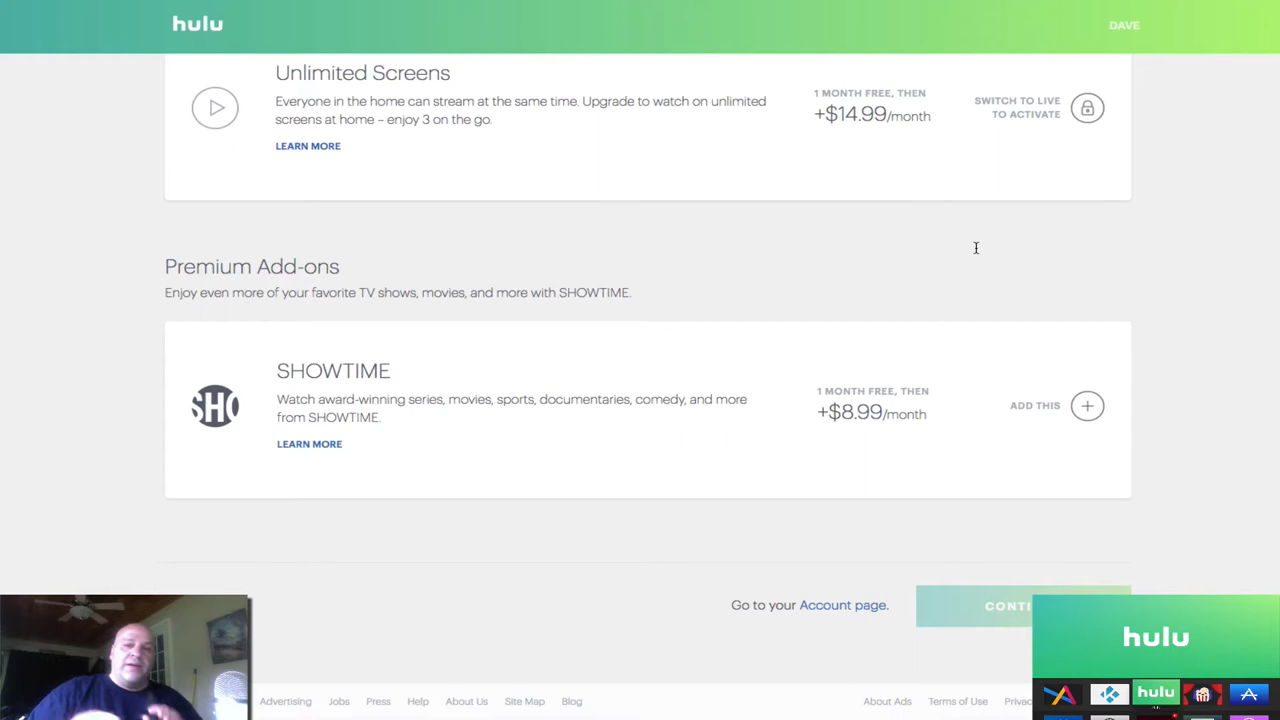 hulu
DAVE
Unlimited Screens
Everyone in the home can stream at the same time. Upgrade to watch on unlimited
screens at home – enjoy 3 on the go.
LEARN MORE
1 MONTH FREE, THEN
+$14.99/month
SWITCH TO LIVE
TO ACTIVATE
Premium Add-ons
Enjoy even more of your favorite TV shows, movies, and more with SHOWTIME.
SHO
SHOWTIME
Watch award-winning series, movies, sports, documentaries, comedy, and more
from SHOWTIME.
LEARN MORE
1 MONTH FREE, THEN
+$8.99/month
ADD THIS
Go to your Account page.
CONTI
hulu
hulu
Advertising Jobs Press Help About Us Site Map Blog About Ads Terms of Use Privac